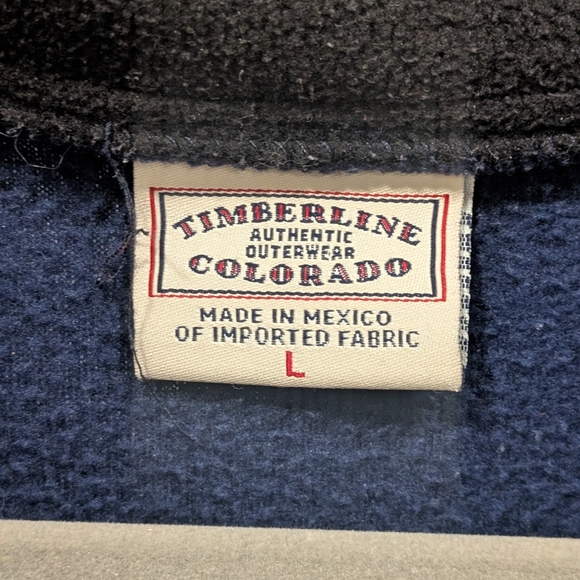 TIMBERLINE
AUTHENTIC
OUTERWEAR
COLORADO
MADE IN MEXICO
OF IMPORTED FABRIC
L